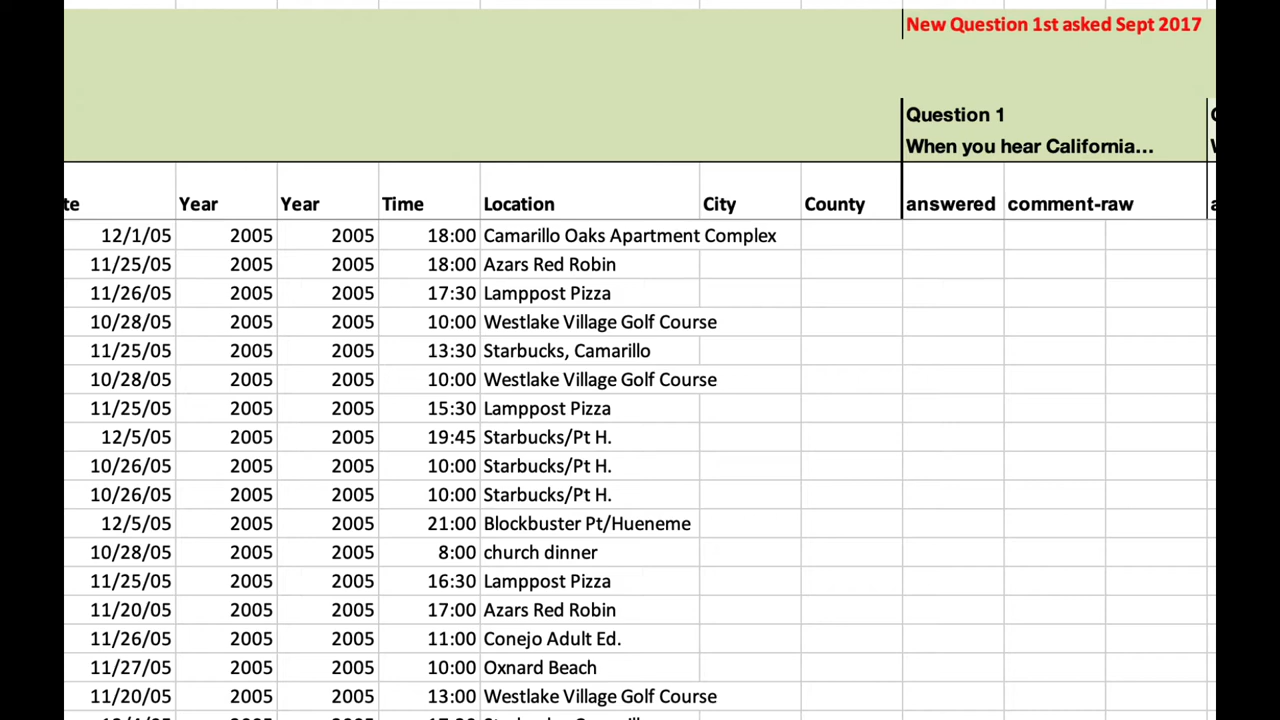 New Question 1st asked Sept 2017
Question 1
When you hear California...
te Year Year Time Location City County answered comment-raw
12/1/05 2005 2005 18:00 Camarillo Oaks Apartment Complex
11/25/05 2005 2005 18:00 Azars Red Robin
11/26/05 2005 2005 17:30 Lamppost Pizza
10/28/05 2005 2005 10:00 Westlake Village Golf Course
11/25/05 2005 2005 13:30 Starbucks, Camarillo
10/28/05 2005 2005 10:00 Westlake Village Golf Course
11/25/05 2005 2005 15:30 Lamppost Pizza
12/5/05 2005 2005 19:45 Starbucks/Pt H.
10/26/05 2005 2005 10:00 Starbucks/Pt H.
10/26/05 2005 2005 10:00 Starbucks/Pt H.
12/5/05 2005 2005 21:00 Blockbuster Pt/Hueneme
10/28/05 2005 2005 8:00 church dinner
11/25/05 2005 2005 16:30 Lamppost Pizza
11/20/05 2005 2005 17:00 Azars Red Robin
11/26/05 2005 2005 11:00 Conejo Adult Ed.
11/27/05 2005 2005 10:00 Oxnard Beach
11/20/05 2005 2005 13:00 Westlake Village Golf Course